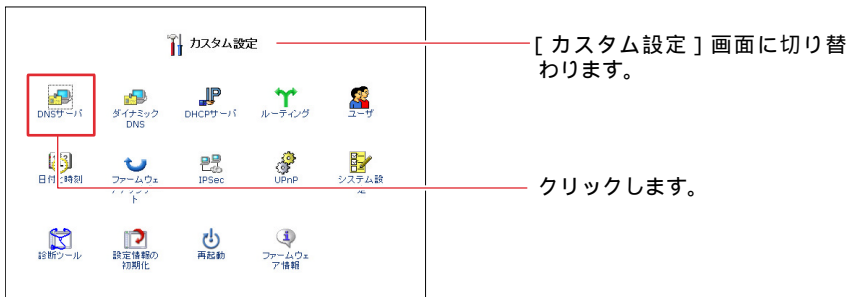 カスタム設定
[ カスタム設定 ] 画面に切り替
わります。
DNSサーバ
ダイナミック
DNS
DHCPサーバ
ルーティング
ユーザ
クリックします。
日付と時刻
ファームウェ
IPSec
UPnP
システム設
定
ト
診断ツール
設定情報の
初期化
再起動
ファームウェ
ア情報